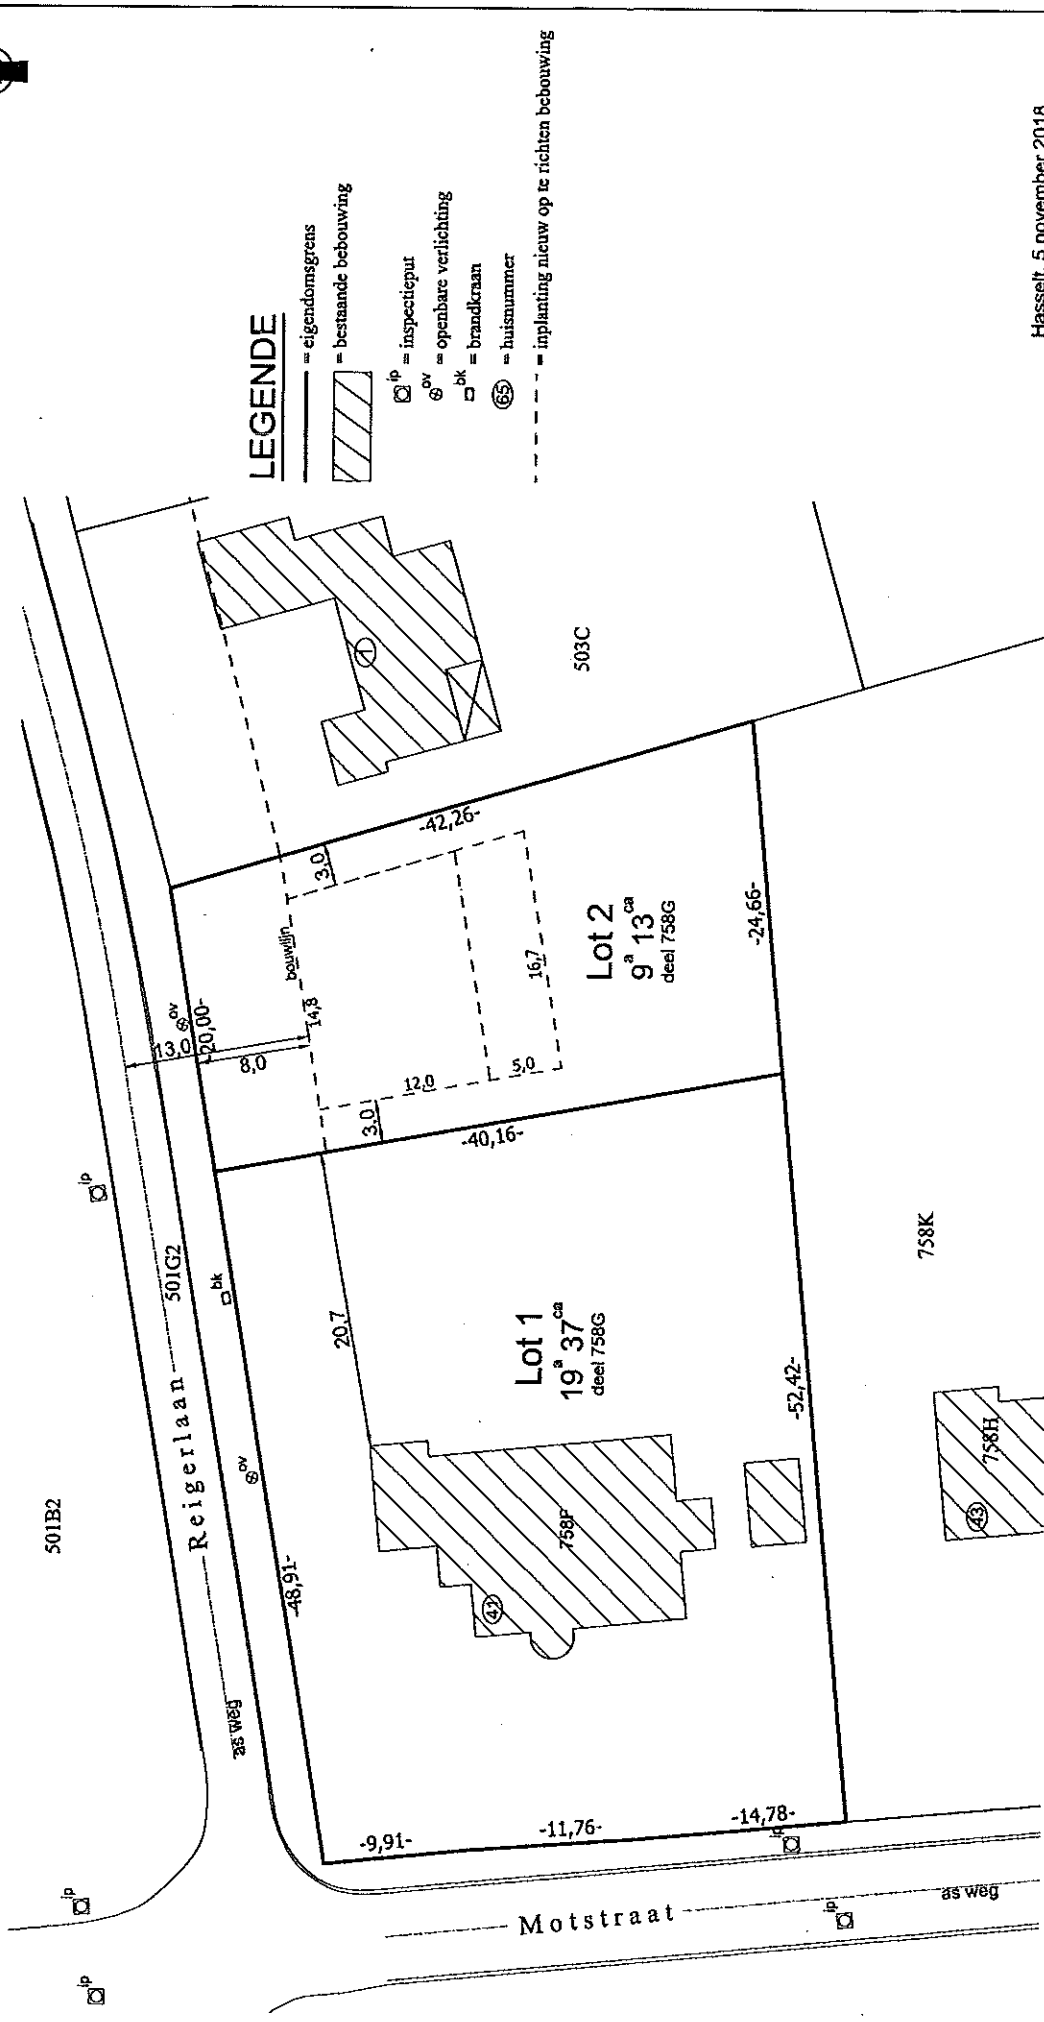 LEGENDE
= eigendomsgrens
= bestaande bebouwing
ip = inspectieput
ov = openbare verlichting
bk = brandkraan
65 = huisnummer
= inplanting nieuw op te richten bebouwing
Hasselt, 5 november 2018
501B2
Reigerlaan
501G2
as weg
ip
ip
ip
ov
ov
bk
-20,00-
13,0
8,0
bouwlijn
14,8
3,0
3,0
12,0
5,0
16,7
-42,26-
-40,16-
-24,66-
Lot 2
9a 13ca
deel 758G
1
503C
-48,91-
20,7
Lot 1
19a 37ca
deel 758G
41
758F
-52,42-
758K
758H
43
-9,91-
-11,76-
-14,78-
ip
ip
Motstraat
as weg